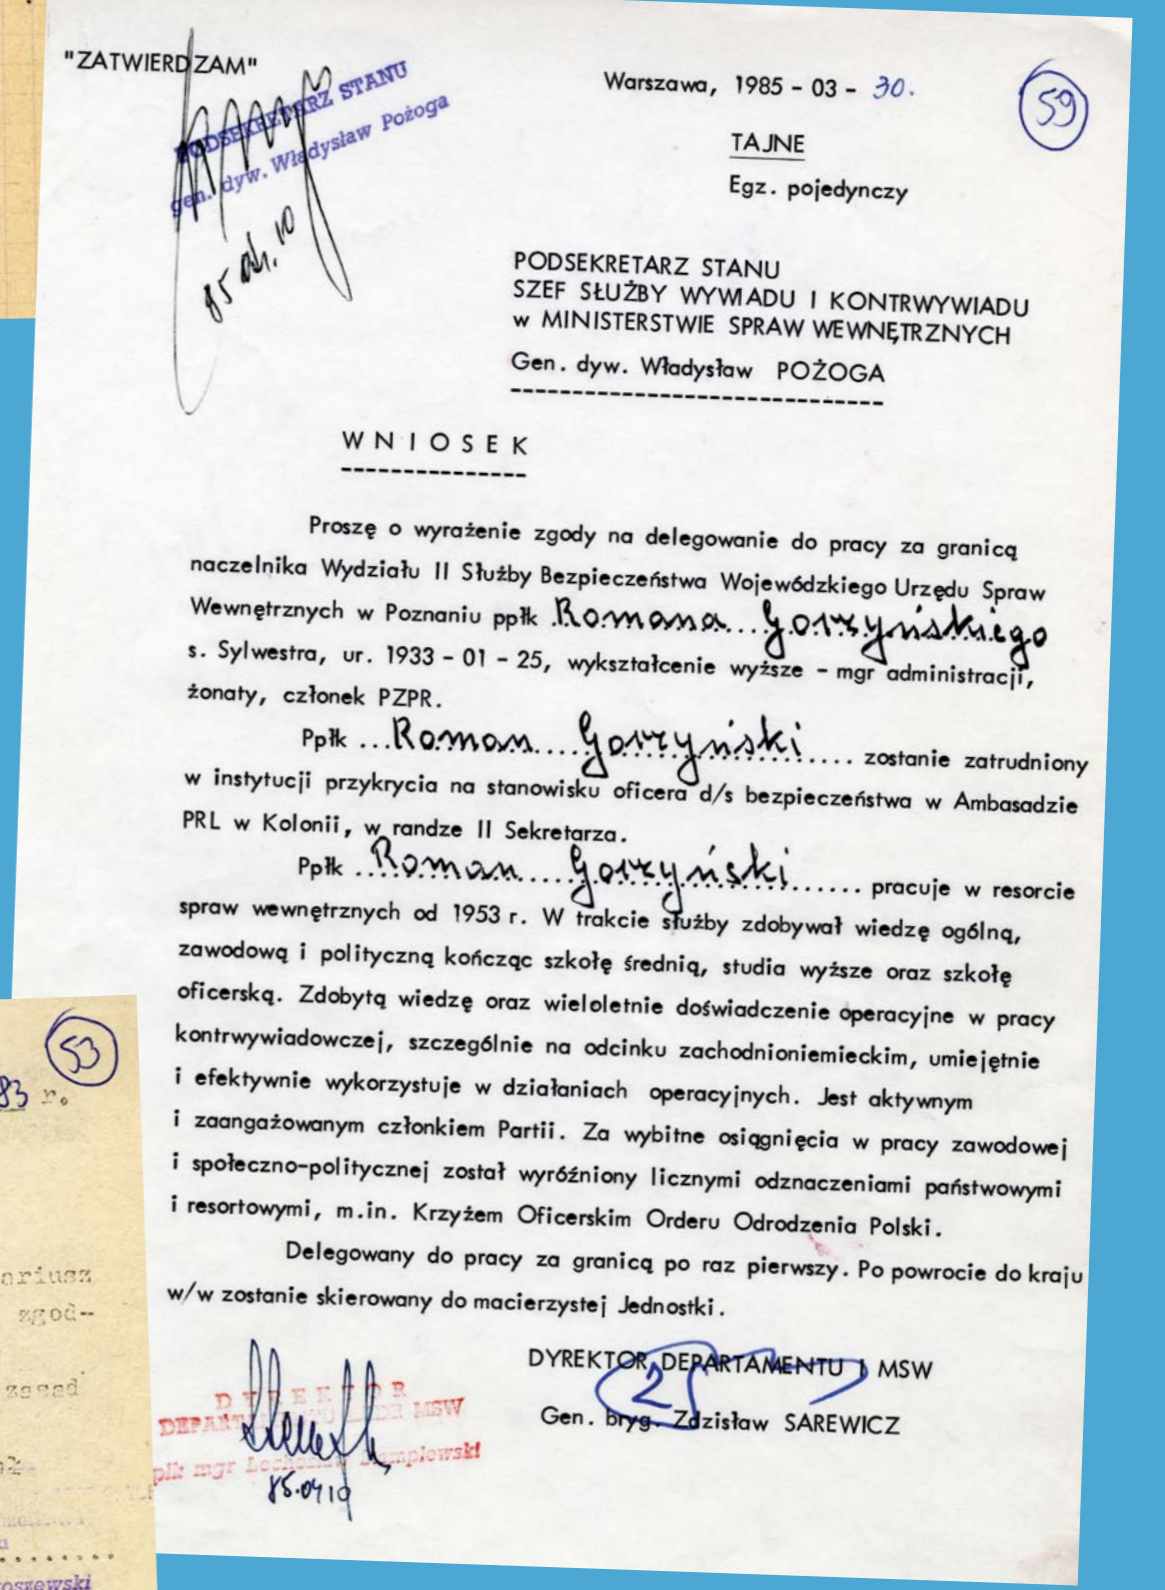 "ZATWIERDZAM"
PODSEKRETARZ STANU
gen. dyw. Władysław Pożoga
Warszawa, 1985 - 03 - 30.
59
TAJNE
Egz. pojedynczy
PODSEKRETARZ STANU
SZEF SŁUŻBY WYWIADU I KONTRWYWIADU
w MINISTERSTWIE SPRAW WEWNĘTRZNYCH
Gen. dyw. Władysław POŻOGA
WNIOSEK
Proszę o wyrażenie zgody na delegowanie do pracy za granicą
naczelnika Wydziału II Służby Bezpieczeństwa Wojewódzkiego Urzędu Spraw
Wewnętrznych w Poznaniu ppłk Romana Gorzyńskiego
s. Sylwestra, ur. 1933 - 01 - 25, wykształcenie wyższe - mgr administracji,
żonaty, członek PZPR.
Ppłk ...Roman....Gorzyński..... zostanie zatrudniony
w instytucji przykrycia na stanowisku oficera d/s bezpieczeństwa w Ambasadzie
PRL w Kolonii, w randze II Sekretarza.
Ppłk ...Roman....Gorzyński....... pracuje w resorcie
spraw wewnętrznych od 1953 r. W trakcie służby zdobywał wiedzę ogólną,
zawodową i polityczną kończąc szkołę średnią, studia wyższe oraz szkołę
oficerską. Zdobytą wiedzę oraz wieloletnie doświadczenie operacyjne w pracy
kontrwywiadowczej, szczególnie na odcinku zachodnioniemieckim, umiejętnie
i efektywnie wykorzystuje w działaniach operacyjnych. Jest aktywnym
i zaangażowanym członkiem Partii. Za wybitne osiągnięcia w pracy zawodowej
i społeczno-politycznej został wyróżniony licznymi odznaczeniami państwowymi
i resortowymi, m.in. Krzyżem Oficerskim Orderu Odrodzenia Polski.
Delegowany do pracy za granicą po raz pierwszy. Po powrocie do kraju
w/w zostanie skierowany do macierzystej Jednostki.
DYREKTOR DEPARTAMENTU I MSW
Gen. bryg. Zdzisław SAREWICZ
DYREKTOR
MSW
płk mgr
85.04 10
53
83 r.
ariusz
zgod-
zasad